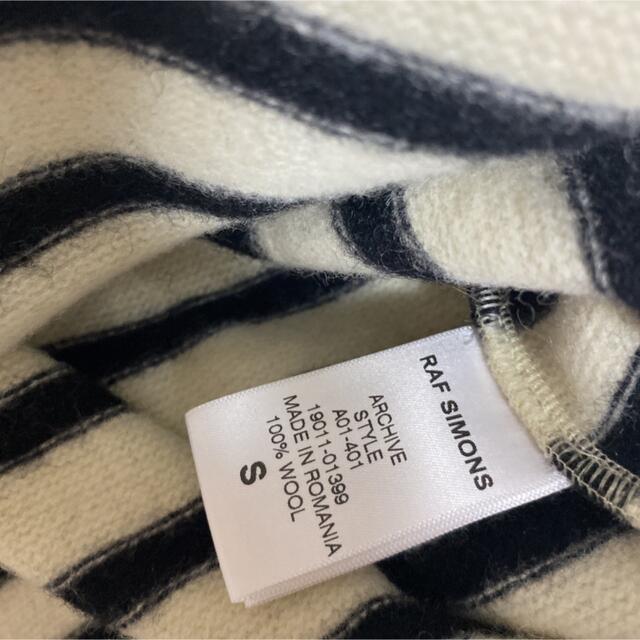 RAF SIMONS
ARCHIVE
STYLE
A01-401
19011-01399
MADE IN ROMANIA
100% WOOL
S